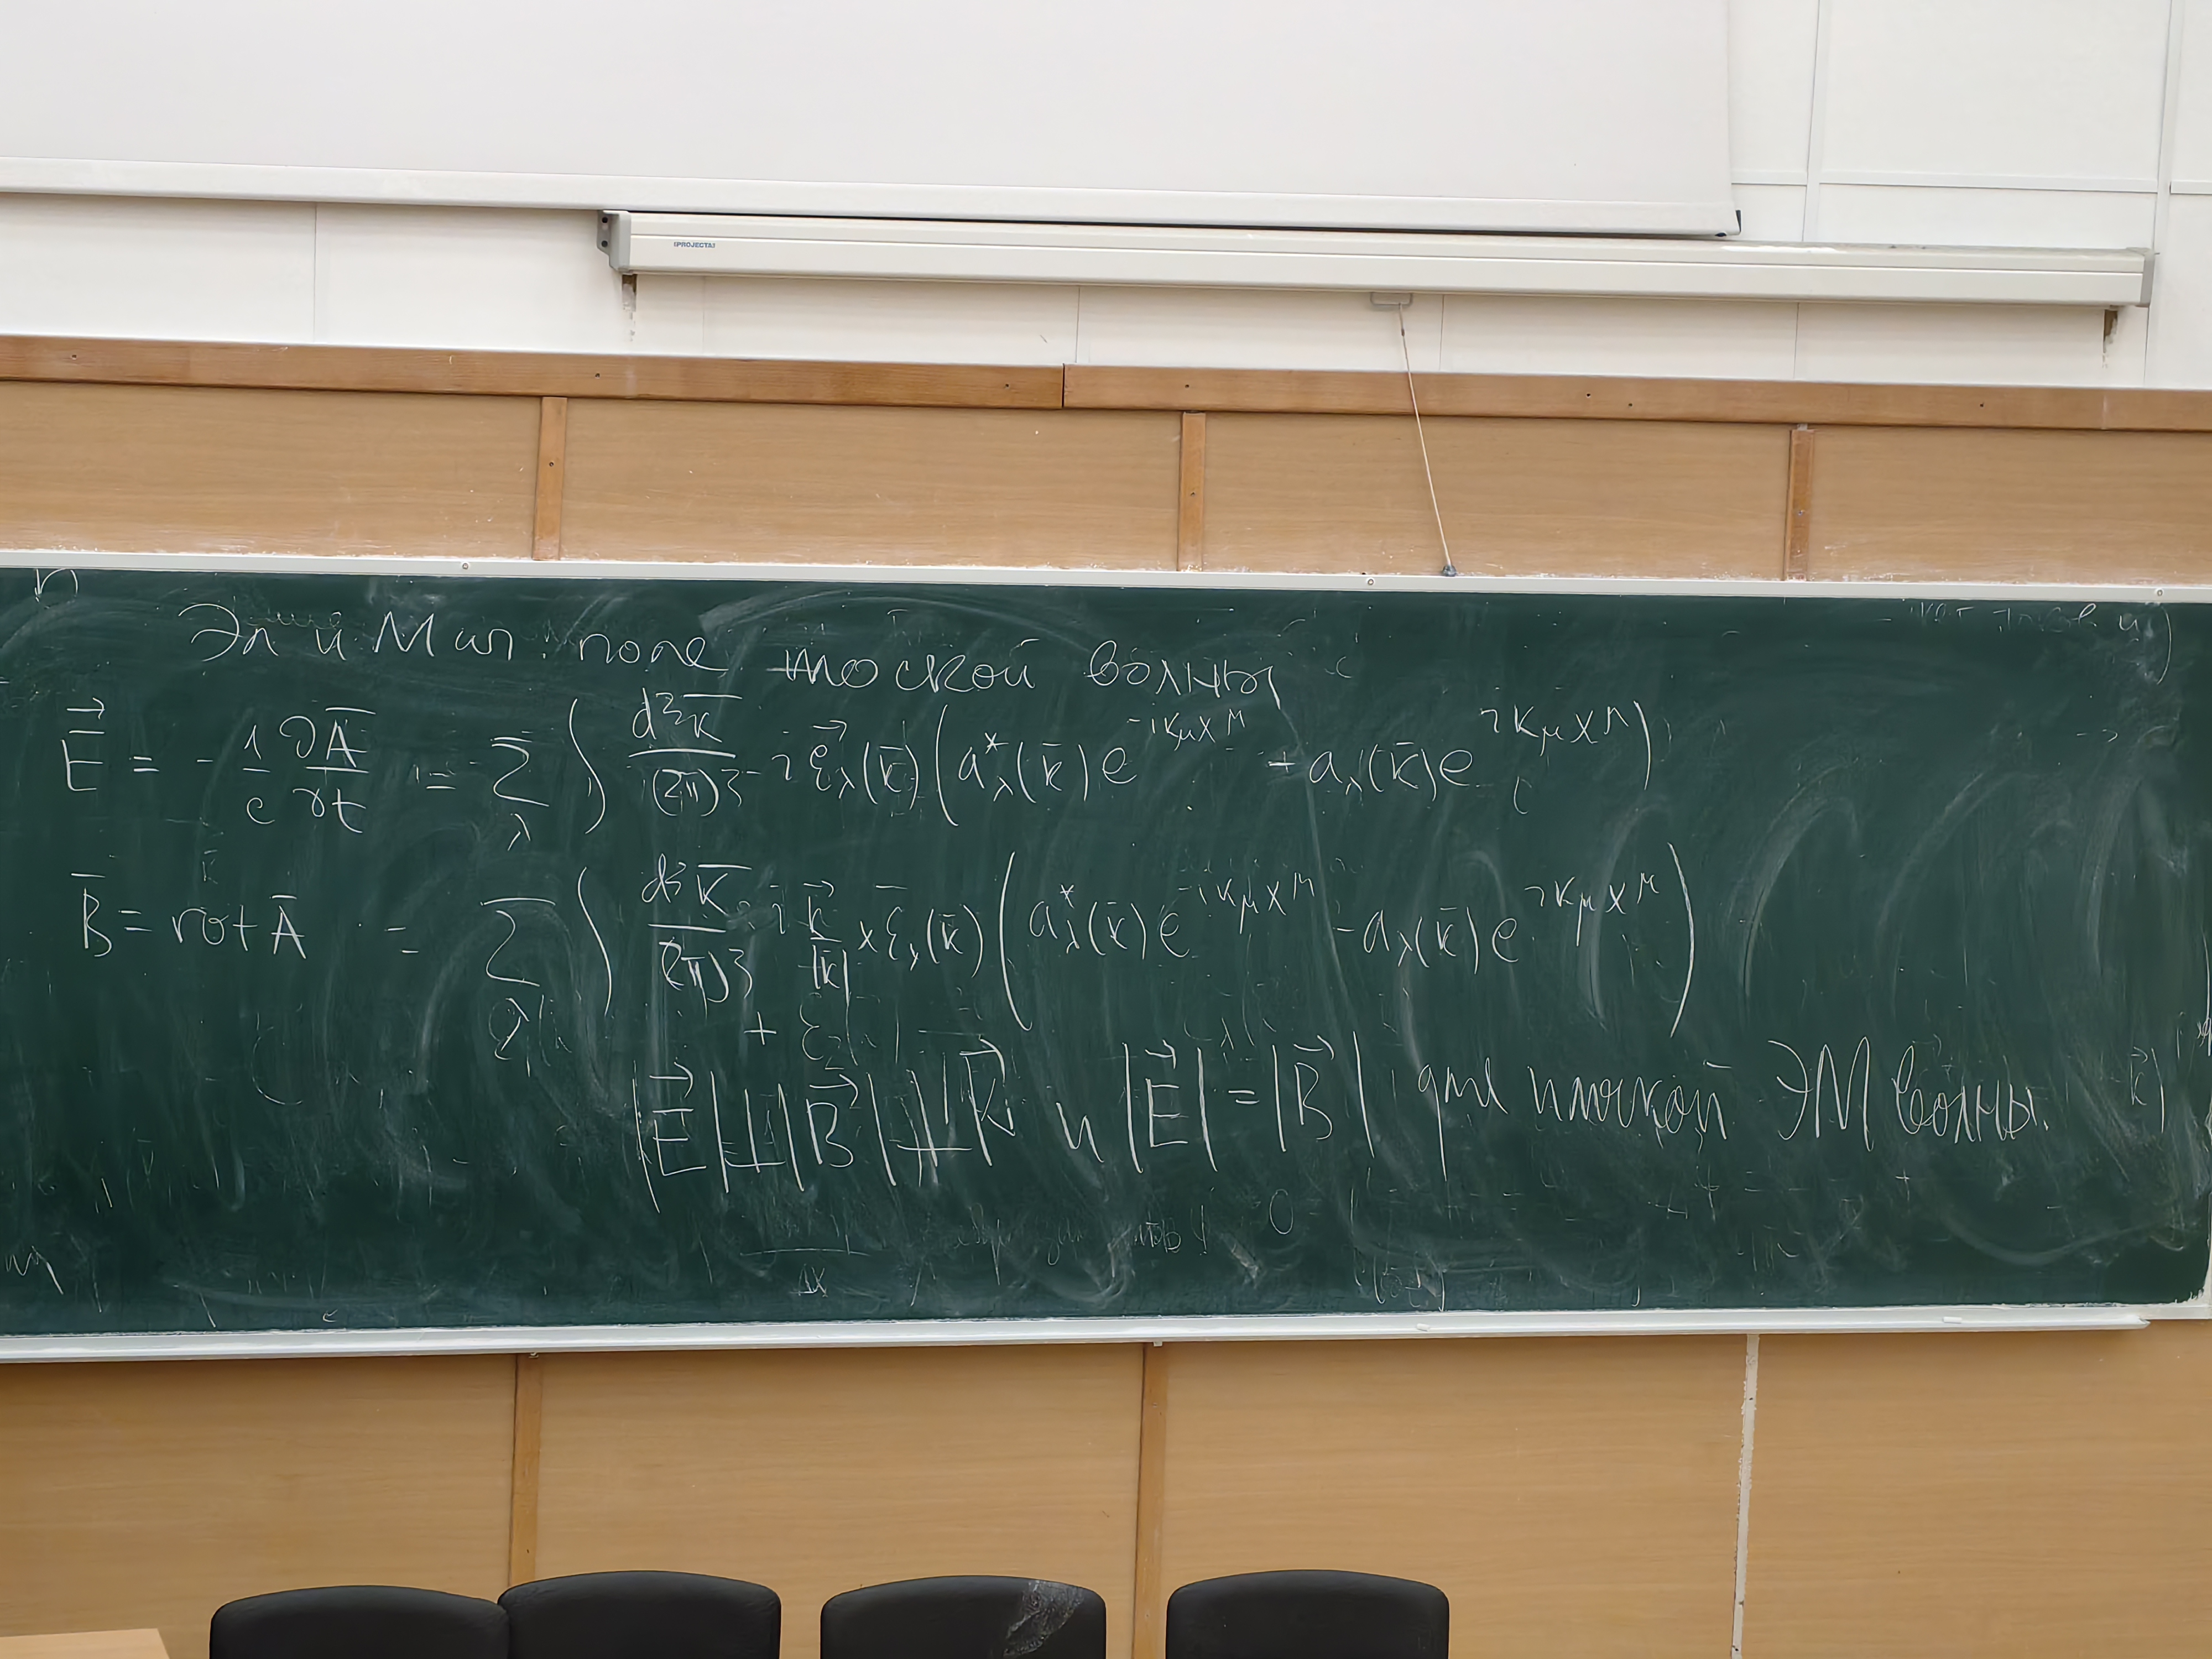 PROJECTA
Эл и Маг. поле плоской волны
$\vec{E} = -\frac{1}{c} \frac{\partial \bar{A}}{\partial t} = \sum_{\lambda} \int \frac{d^3\bar{k}}{(2\pi)^3} - i \vec{\varepsilon}_{\lambda}(\bar{k}) \left( a^*_{\lambda}(\bar{k}) e^{-ik_{\mu}x^{\mu}} + a_{\lambda}(\bar{k}) e^{ik_{\mu}x^{\mu}} \right)$
$\bar{B} = rot \bar{A} = \sum_{\lambda} \int \frac{d^3\bar{k}}{(2\pi)^3} \cdot i \frac{\vec{k}}{|\bar{k}|} \times \bar{\varepsilon}_{\lambda}(\bar{k}) \left( a^*_{\lambda}(\bar{k}) e^{-ik_{\mu}x^{\mu}} - a_{\lambda}(\bar{k}) e^{ik_{\mu}x^{\mu}} \right)$
$|\vec{E}| \perp |\vec{B}| \perp |\vec{k}$ и $|\vec{E}| = |\vec{B}|$ для плоской ЭМ волны.